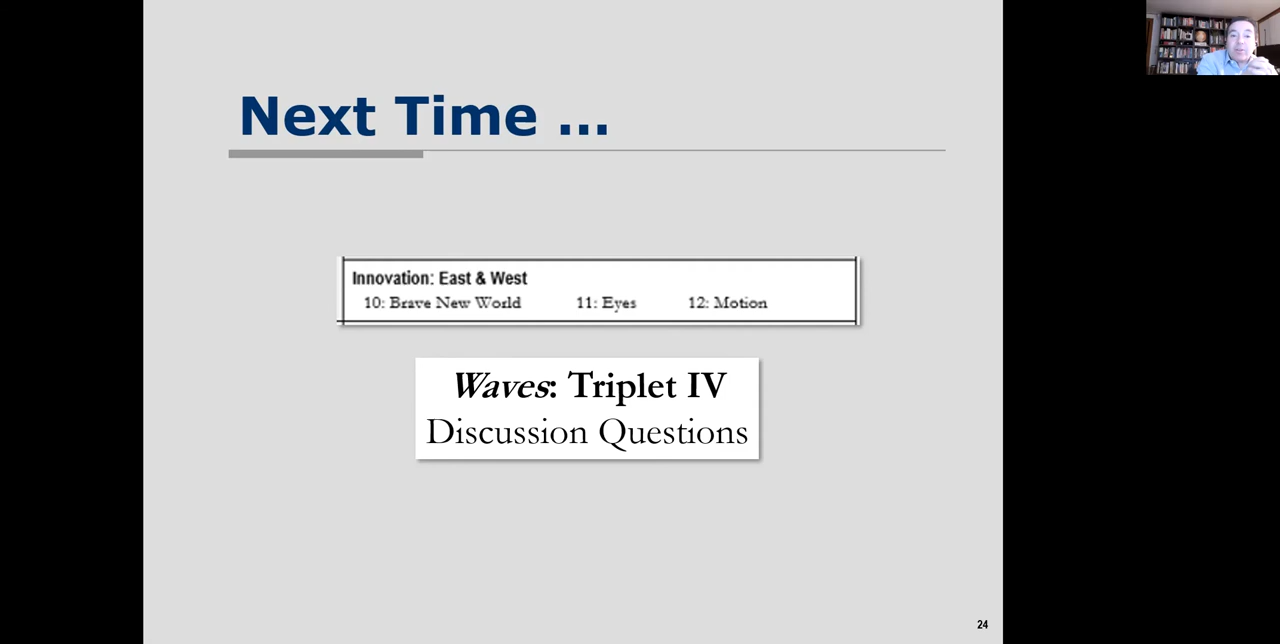 Next Time ...
Innovation: East & West
10: Brave New World 11: Eyes 12: Motion
Waves: Triplet IV
Discussion Questions
24